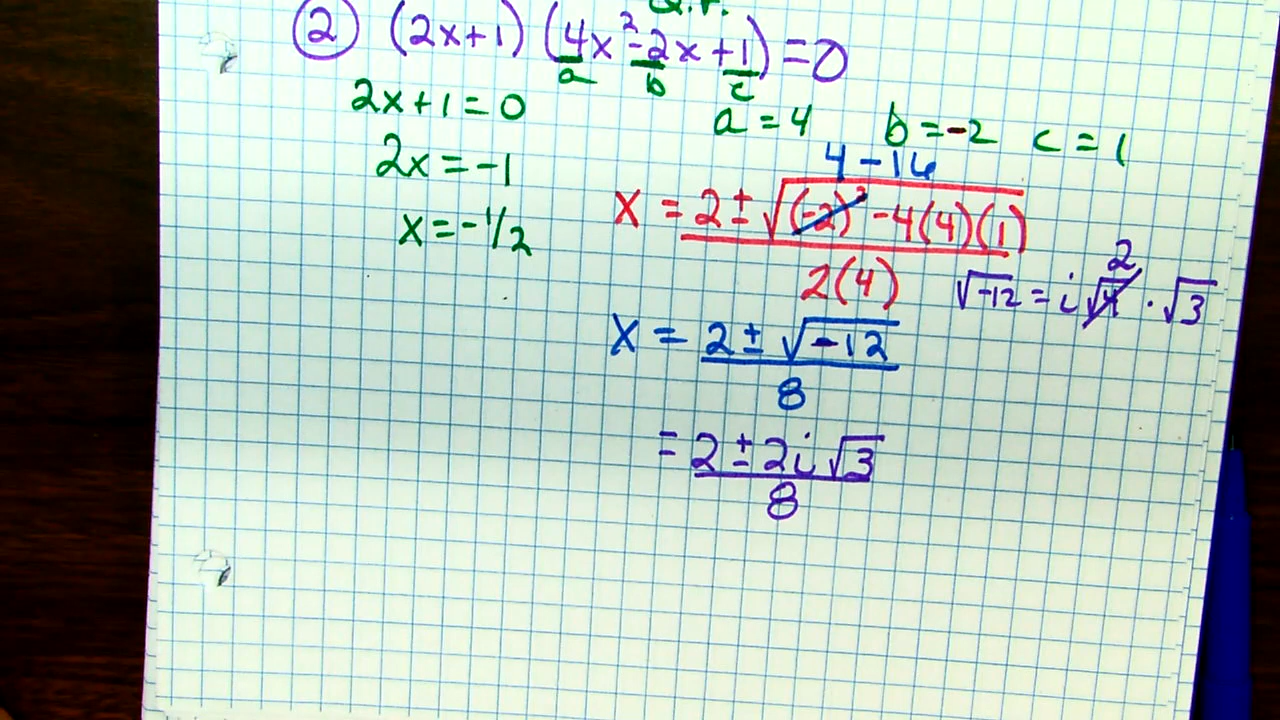 Q.F.
② (2x+1) (4x²-2x+1) = 0
a b c
2x+1 = 0
a = 4 b = -2 c = 1
2x = -1
4-16
x = -1/2
x = 2 ± √(-2)² -4(4)(1)
2(4)
2
√-12 = i √4 · √3
x = 2 ± √-12
8
= 2 ± 2i √3
8